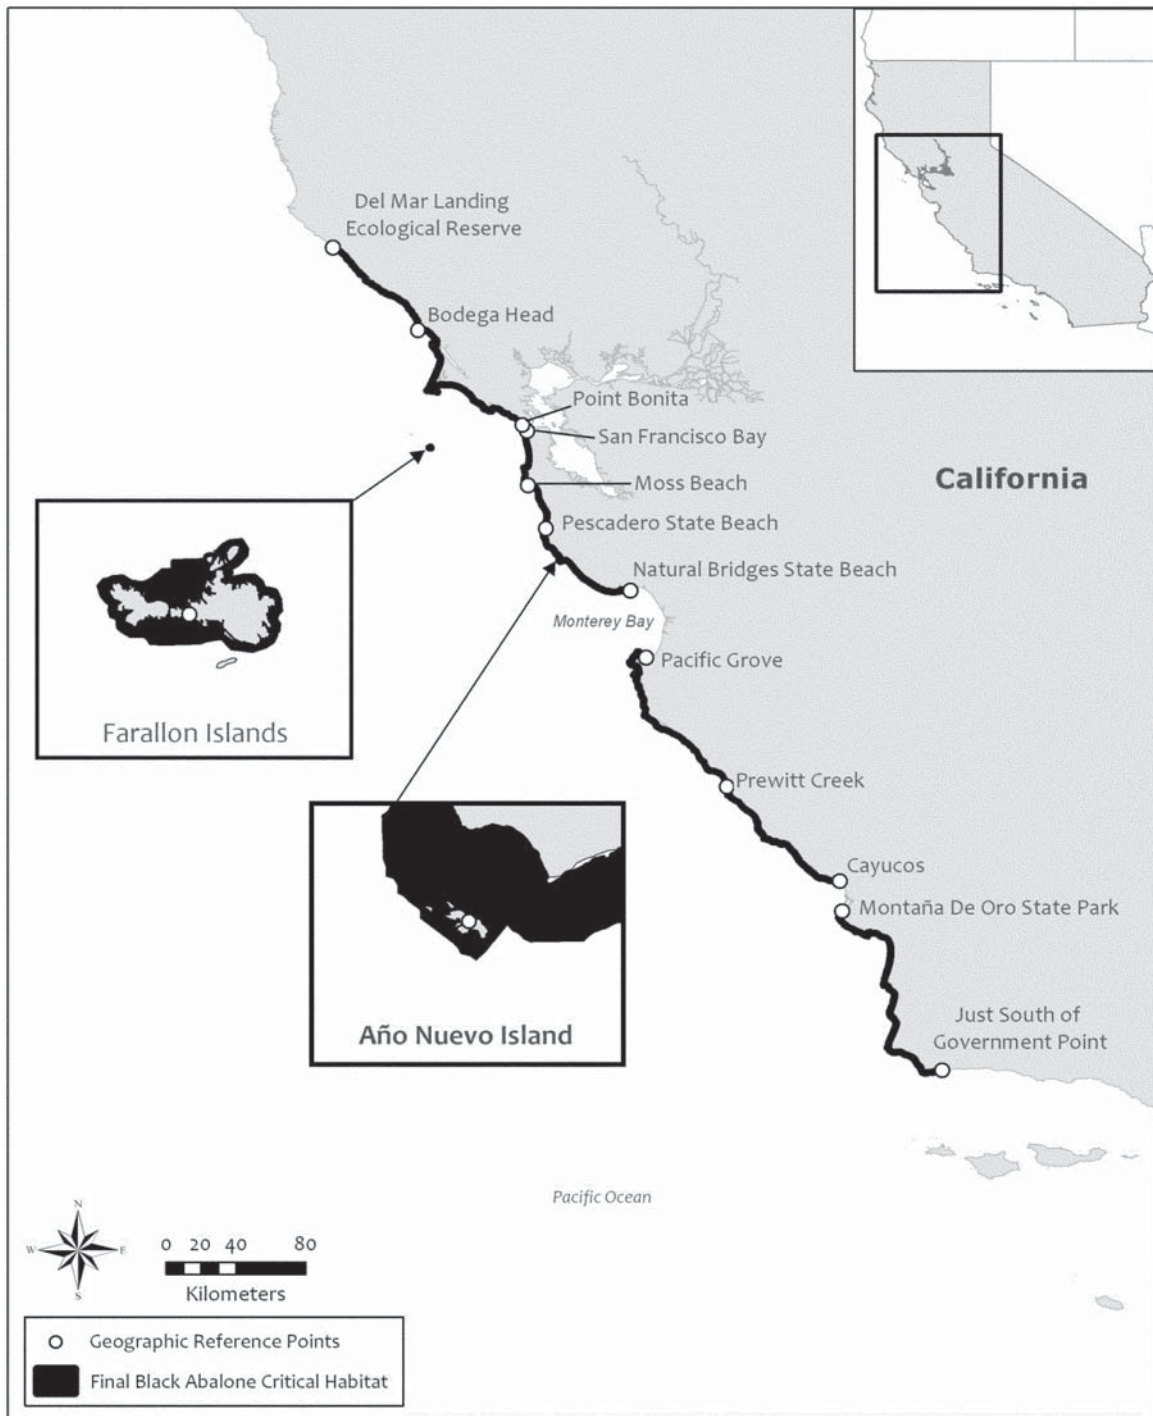 Del Mar Landing
Ecological Reserve
Bodega Head
Point Bonita
San Francisco Bay
California
Moss Beach
Pescadero State Beach
Natural Bridges State Beach
Monterey Bay
Pacific Grove
Farallon Islands
Prewitt Creek
Cayucos
Montaña De Oro State Park
Año Nuevo Island
Just South of
Government Point
Pacific Ocean
N
W E
S
0 20 40 80
Kilometers
Geographic Reference Points
Final Black Abalone Critical Habitat